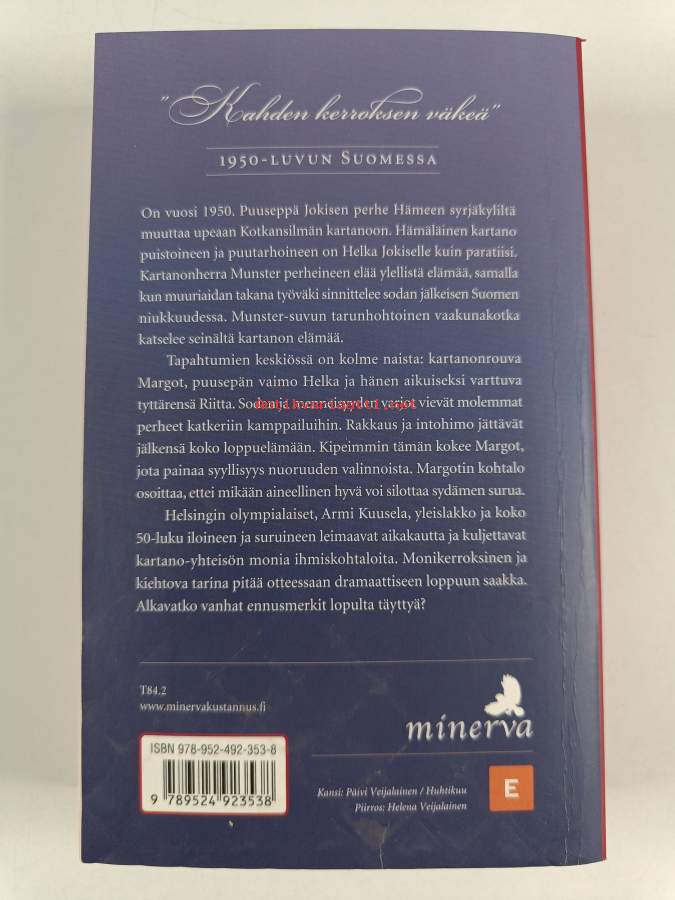 "Kahden kerroksen väkeä"
1950-luvun Suomessa
On vuosi 1950. Puuseppä Jokisen perhe Hämeen syrjäkyliltä
muuttaa upeaan Kotkansilmän kartanoon. Hämäläinen kartano
puistoineen ja puutarhoineen on Helka Jokiselle kuin paratiisi.
Kartanonherra Munster perheineen elää ylellistä elämää, samalla
kun muuriaidan takana työväki sinnittelee sodan jälkeisen Suomen
niukkuudessa. Munster-suvun tarunhohtoinen vaakunakotka
katselee seinältä kartanon elämää.
Tapahtumien keskiössä on kolme naista: kartanonrouva
Margot, puusepän vaimo Helka ja hänen aikuiseksi varttuva
tyttärensä Riitta. Sodan ja menneisyyden varjot vievät molemmat
perheet katkeriin kamppailuihin. Rakkaus ja intohimo jättävät
jälkensä koko loppuelämään. Kipeimmin tämän kokee Margot,
jota painaa syyllisyys nuoruuden valinnoista. Margotin kohtalo
osoittaa, ettei mikään aineellinen hyvä voi silottaa sydämen surua.
Helsingin olympialaiset, Armi Kuusela, yleislakko ja koko
50-luku iloineen ja suruineen leimaavat aikakautta ja kuljettavat
kartano-yhteisön monia ihmiskohtaloita. Monikerroksinen ja
kiehtova tarina pitää otteessaan dramaattiseen loppuun saakka.
Alkavatko vanhat ennusmerkit lopulta täyttyä?
T84.2
www.minervakustannus.fi
minerva
ISBN 978-952-492-353-8
9 789524 923538
Kansi: Päivi Veijalainen / Huhtikuu
Piirros: Helena Veijalainen
E